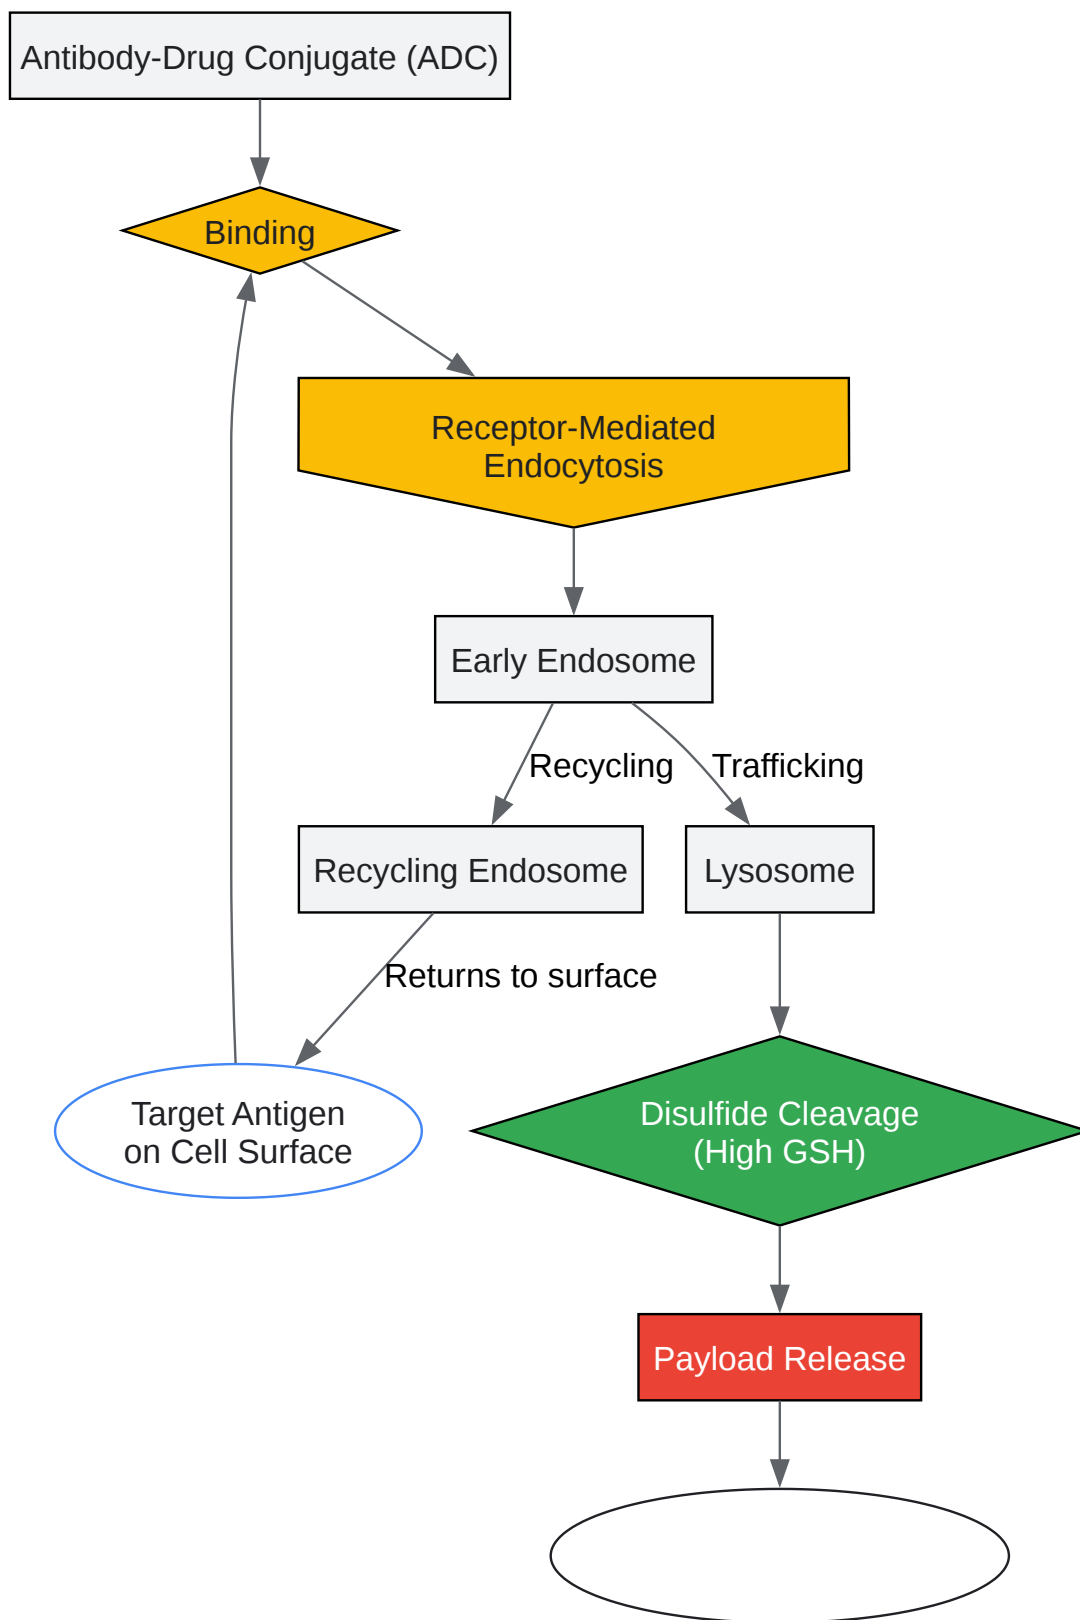 Antibody-Drug Conjugate (ADC)
Binding
Receptor-Mediated
Endocytosis
Early Endosome
Recycling
Trafficking
Recycling Endosome
Lysosome
Returns to surface
Target Antigen
on Cell Surface
Disulfide Cleavage
(High GSH)
Payload Release